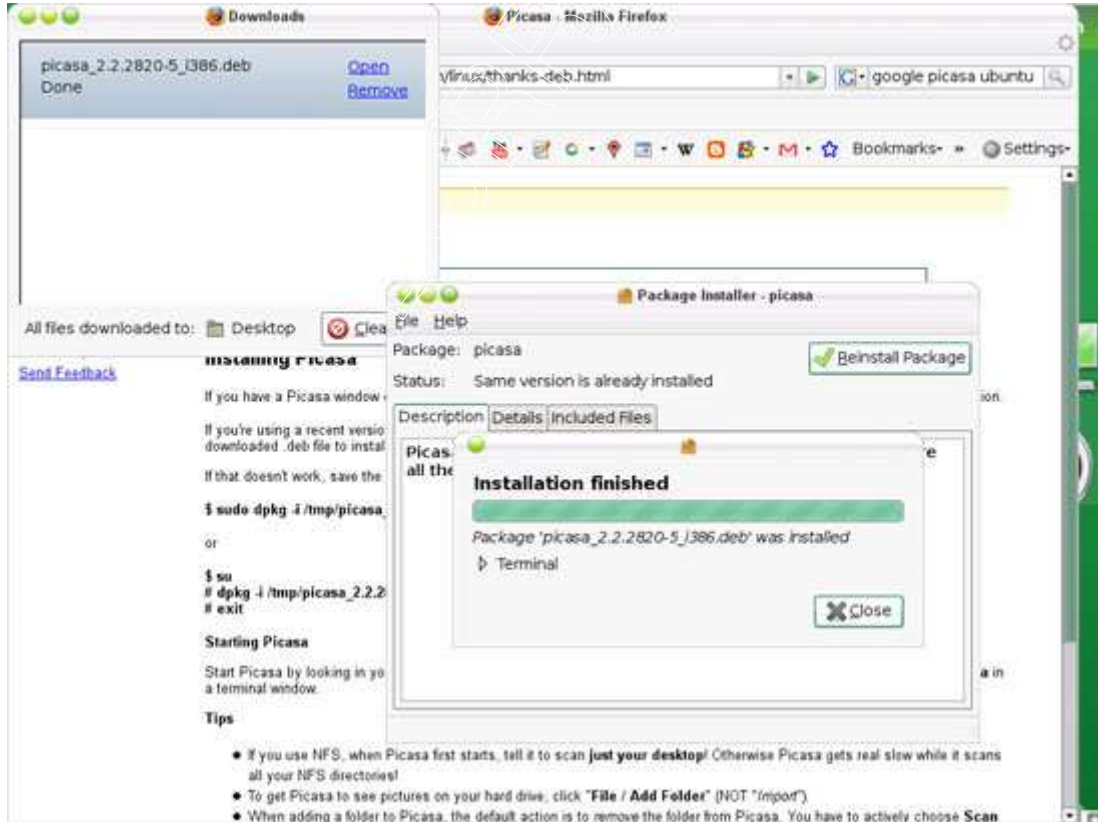 Downloads
Picasa - Mozilla Firefox
picasa_2.2.2820-5_i386.deb
Open
Done
Remove
/linux/thanks-deb.html
google picasa ubuntu
Bookmarks
Settings
All files downloaded to:
Desktop
Clea
Send Feedback
Package Installer - picasa
File Help
Package: picasa
Reinstall Package
Status: Same version is already installed
Description Details Included Files
Picas
e
all the
Installation finished
Package 'picasa_2.2.2820-5_i386.deb' was installed
Terminal
Close
Installing Picasa
If you have a Picasa window
ion.
If you're using a recent versio
downloaded .deb file to instal
If that doesn't work, save the
$ sudo dpkg -i /tmp/picasa_
or
$ su
# dpkg -i /tmp/picasa_2.2.2
# exit
Starting Picasa
Start Picasa by looking in yo
a in
a terminal window.
Tips
If you use NFS, when Picasa first starts, tell it to scan just your desktop! Otherwise Picasa gets real slow while it scans
all your NFS directories!
To get Picasa to see pictures on your hard drive, click "File / Add Folder" (NOT "Import").
When adding a folder to Picasa, the default action is to remove the folder from Picasa. You have to actively choose Scan